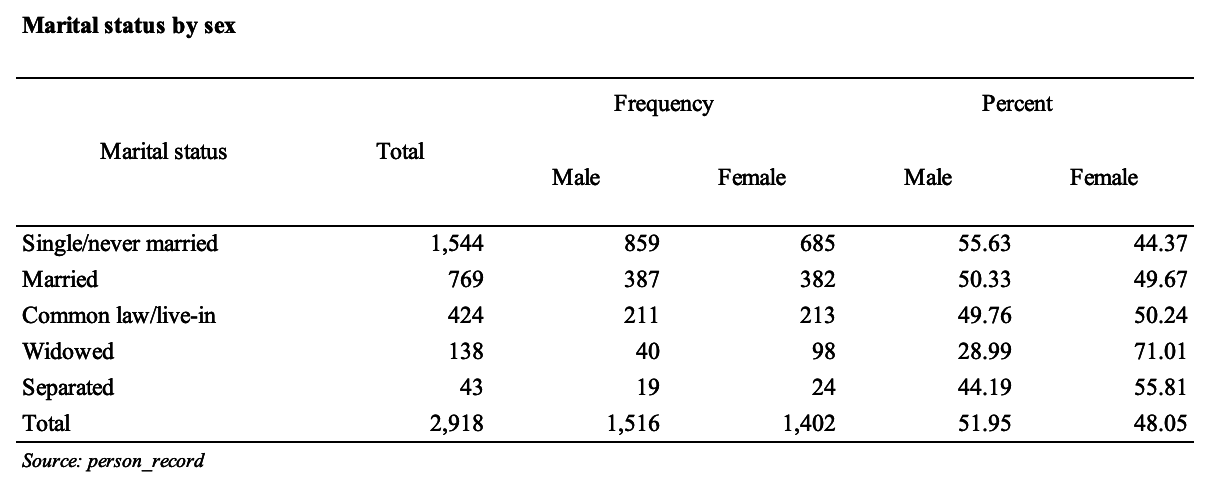 Marital status by sex
Frequency Percent
Marital status Total
Male Female Male Female
Single/never married 1,544 859 685 55.63 44.37
Married 769 387 382 50.33 49.67
Common law/live-in 424 211 213 49.76 50.24
Widowed 138 40 98 28.99 71.01
Separated 43 19 24 44.19 55.81
Total 2,918 1,516 1,402 51.95 48.05
Source: person_record